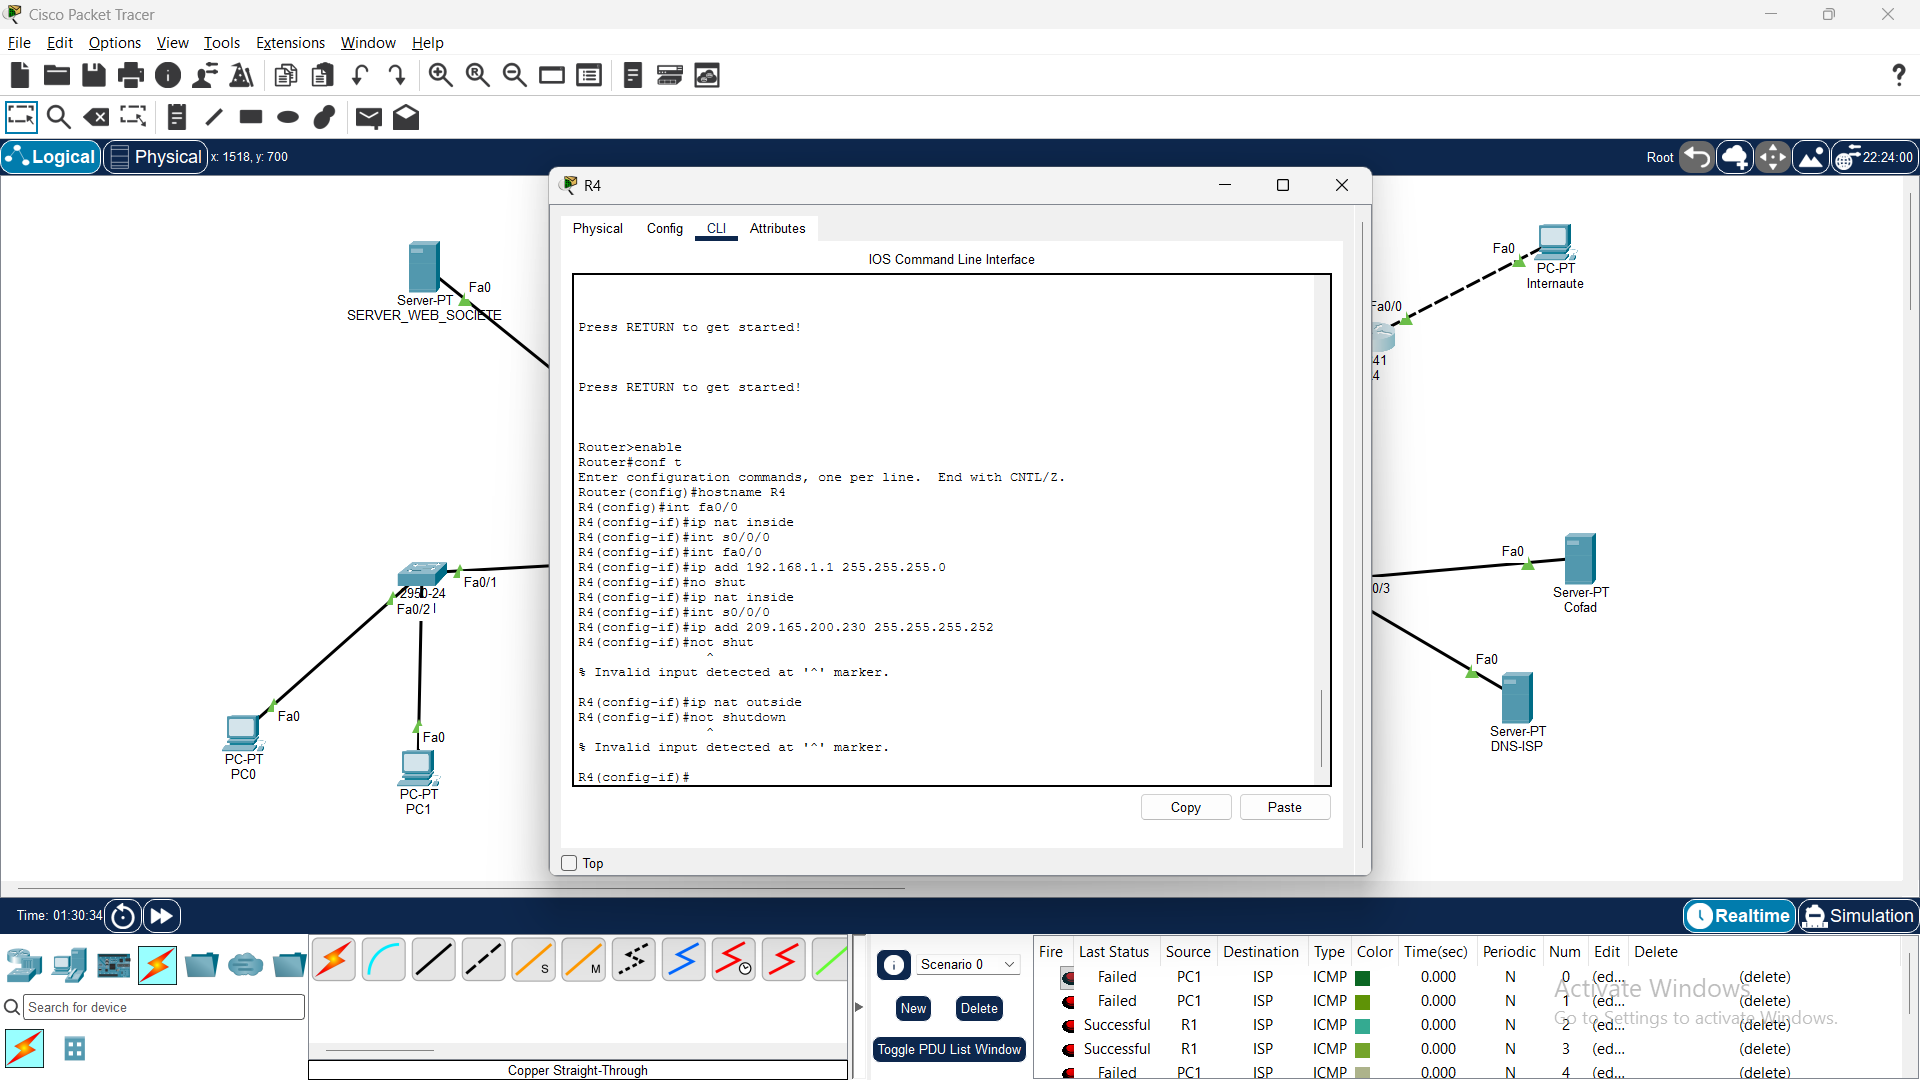 Cisco Packet Tracer
File Edit Options View Tools Extensions Window Help
Logical Physical x: 1518, y: 700 Root 22:24:00
R4
Physical Config CLI Attributes
IOS Command Line Interface
Press RETURN to get started!
Press RETURN to get started!
Router>enable
Router#conf t
Enter configuration commands, one per line. End with CNTL/Z.
Router(config)#hostname R4
R4(config)#int fa0/0
R4(config-if)#ip nat inside
R4(config-if)#int s0/0/0
R4(config-if)#int fa0/0
R4(config-if)#ip add 192.168.1.1 255.255.255.0
R4(config-if)#no shut
R4(config-if)#ip nat inside
R4(config-if)#int s0/0/0
R4(config-if)#ip add 209.165.200.230 255.255.255.252
R4(config-if)#not shut
^
% Invalid input detected at '^' marker.
R4(config-if)#ip nat outside
R4(config-if)#not shutdown
^
% Invalid input detected at '^' marker.
R4(config-if)#
Copy Paste
Top
Fa0
Server-PT
SERVER_WEB_SOCIETE
Fa0/1
2950-24
Fa0/2
Fa0
PC-PT
PC0
Fa0
PC-PT
PC1
Fa0
PC-PT
Internaute
Fa0/0
41
4
Fa0
0/3
Server-PT
Cofad
Fa0
Server-PT
DNS-ISP
Time: 01:30:34 Realtime Simulation
Search for device
S M
Copper Straight-Through
Scenario 0
New Delete
Toggle PDU List Window
Fire Last Status Source Destination Type Color Time(sec) Periodic Num Edit Delete
Failed PC1 ISP ICMP 0.000 N 0 (ed... (delete)
Failed PC1 ISP ICMP 0.000 N 1 (ed... (delete)
Successful R1 ISP ICMP 0.000 N 2 (ed... (delete)
Successful R1 ISP ICMP 0.000 N 3 (ed... (delete)
Failed PC1 ISP ICMP 0.000 N 4 (ed... (delete)
Activate Windows
Go to Settings to activate Windows.